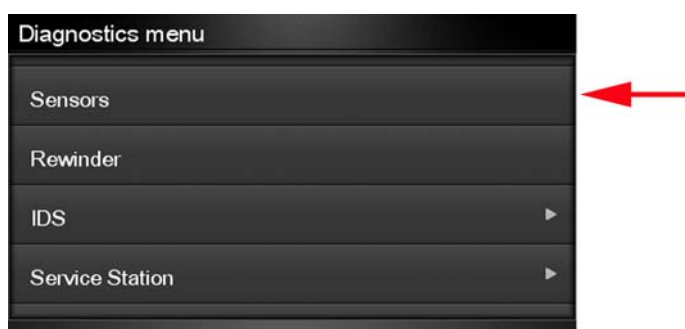 Diagnostics menu
Sensors
Rewinder
IDS
Service Station